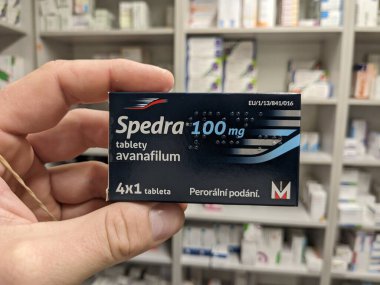 EU/1/13/841/016
Spedra 100 mg
tablety
avanafilum
4x1 tableta
Perorální podání.
M